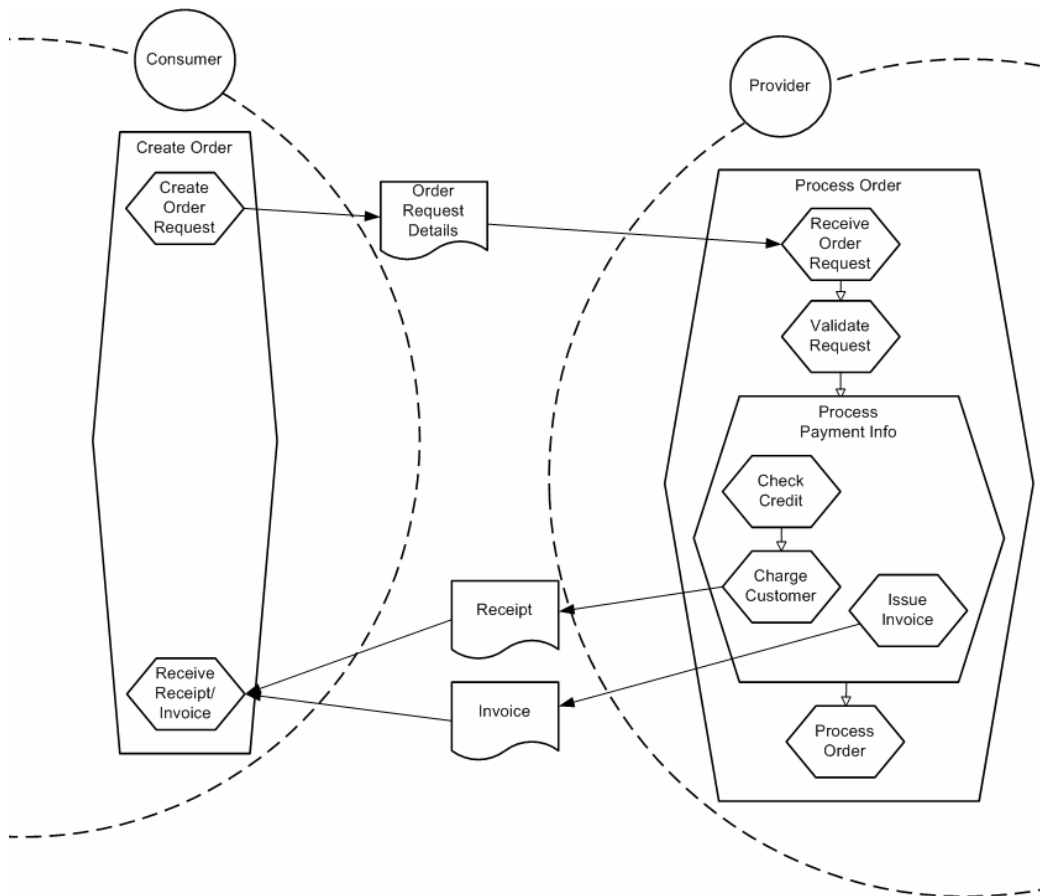 Consumer
Provider
Create Order
Create
Order
Request
Order
Request
Details
Process Order
Receive
Order
Request
Validate
Request
Process
Payment Info
Check
Credit
Charge
Customer
Issue
Invoice
Receipt
Receive
Receipt/
Invoice
Invoice
Process
Order